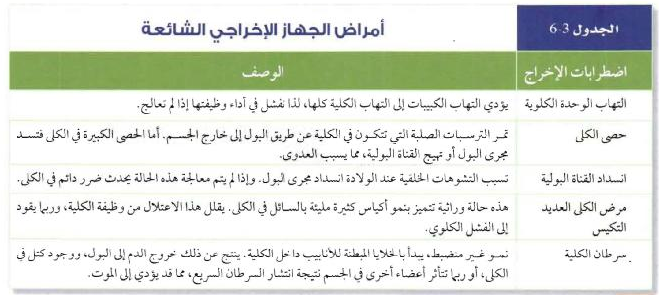 الجدول 3-6
أمراض الجهاز الإخراجي الشائعة
اضطرابات الإخراج
الوصف
التهاب الوحدة الكلوية
يؤدي التهاب الكبيبات إلى التهاب الكلية كلها، لذا تفشل في أداء وظيفتها إذا لم تعالج.
حصى الكلى
تمر الترسبات الصلبة التي تتكون في الكلية عن طريق البول إلى خارج الجسم. أما الحصى الكبيرة في الكلى فتسد
مجرى البول أو تهيج القناة البولية، مما يسبب العدوى.
انسداد القناة البولية
تسبب التشوهات الخلقية عند الولادة انسداد مجرى البول. وإذا لم يتم معالجة هذه الحالة يحدث ضرر دائم في الكلى.
مرض الكلى العديد
التكيس
هذه حالة وراثية تتميز بنمو أكياس كثيرة مليئة بالسائل في الكلى. يقلل هذا الاعتلال من وظيفة الكلية، وربما يقود
إلى الفشل الكلوي.
سرطان الكلية
نمو غير منضبط، يبدأ بالخلايا المبطنة للأنابيب داخل الكلية. ينتج عن ذلك خروج الدم إلى البول، ووجود كتل في
الكلى، أو ربما تتأثر أعضاء أخرى في الجسم نتيجة انتشار السرطان السريع، مما قد يؤدي إلى الموت.